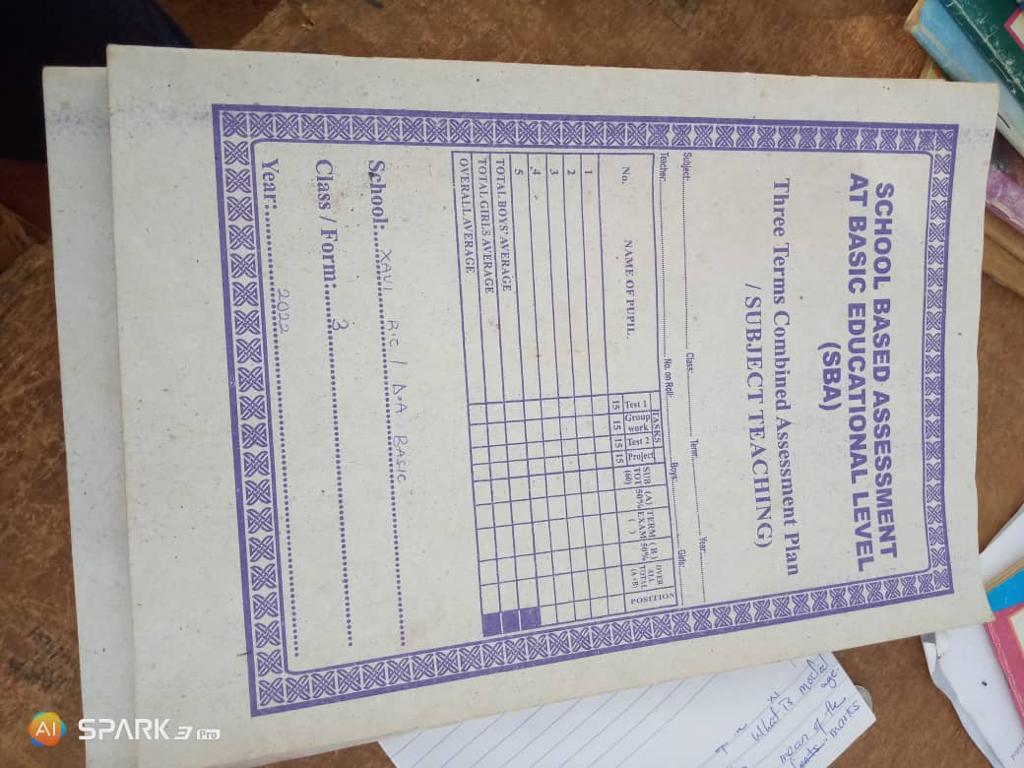 SCHOOL BASED ASSESSMENT
AT BASIC EDUCATIONAL LEVEL
(SBA)
Three Terms Combined Assessment Plan
/ SUBJECT TEACHING)
Subject: Class: Term: Year:
Teacher: No. on Roll: Boys: Girls:
No. NAME OF PUPIL. TASKS SUB TOT (60) (A) 50% TERM EXAM ( ) (B) 50% OVER ALL TOTAL (A+B) POSITION
Test 1 Group work Test 2 Project
15 15 15 15
1
2
3
4
5
TOTAL BOYS' AVERAGE
TOTAL GIRLS AVERAGE
OVERALL AVERAGE
School: XAVI R.C / D.A BASIC
Class / Form: 3
Year: 2022
What is modal age
mean of the
marks
AI SPARK 3 Pro